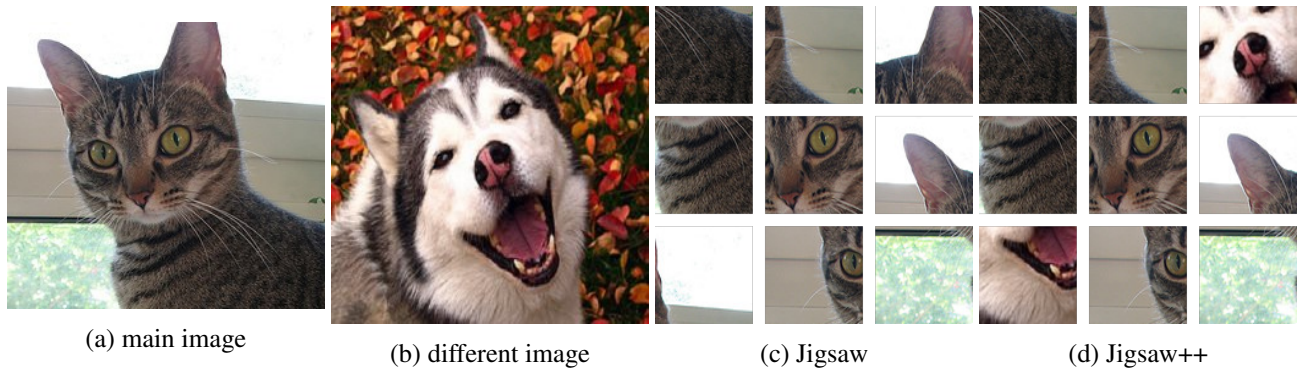 (a) main image
(b) different image
(c) Jigsaw
(d) Jigsaw++